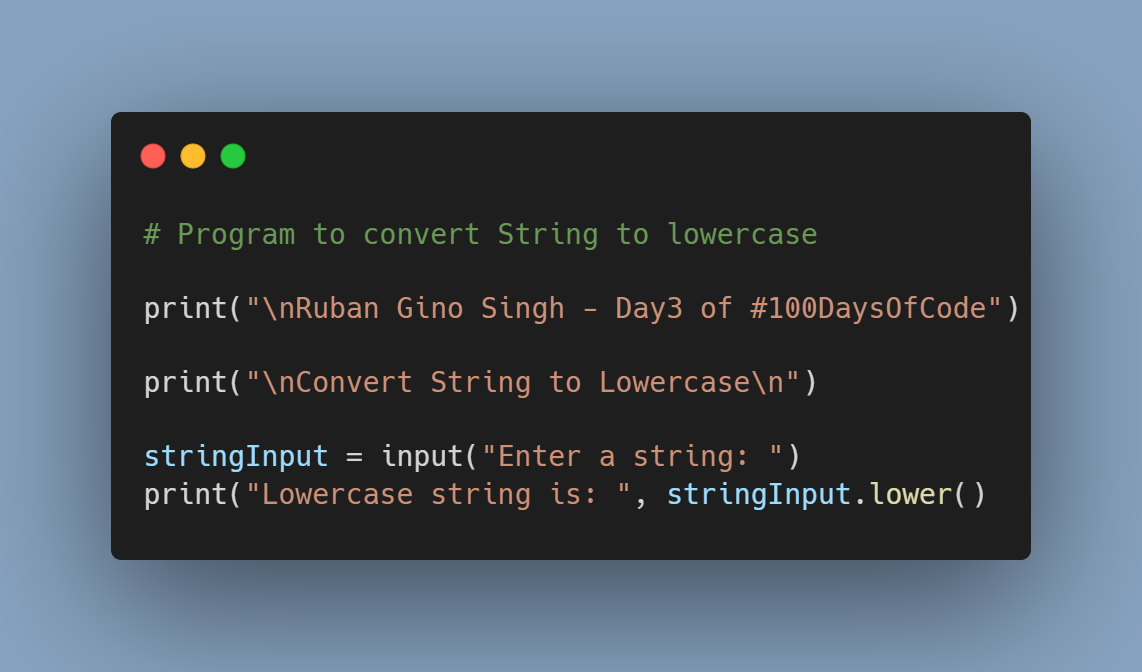 # Program to convert String to lowercase
print("\nRuban Gino Singh - Day3 of #100DaysOfCode")
print("\nConvert String to Lowercase\n")
stringInput = input("Enter a string: ")
print("Lowercase string is: ", stringInput.lower()